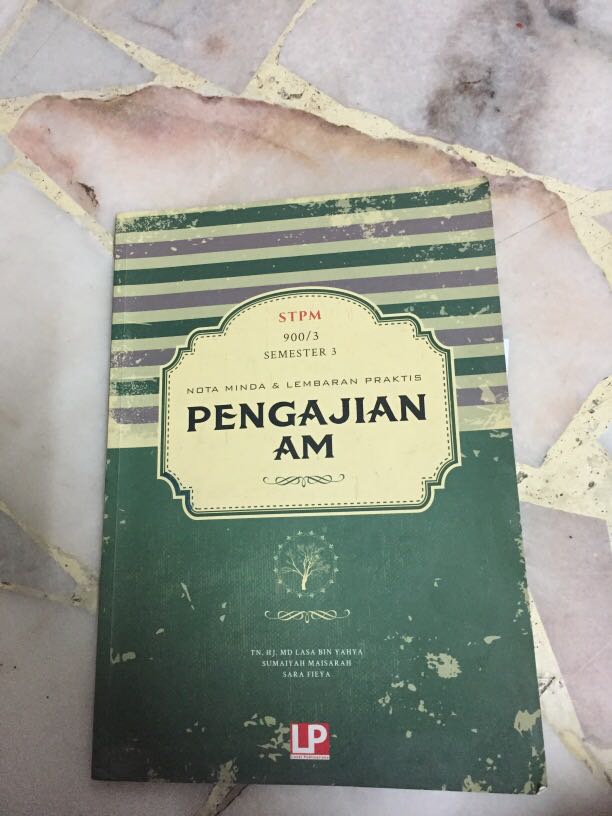 STPM
900/3
SEMESTER 3
NOTA MINDA & LEMBARAN PRAKTIS
PENGAJIAN
AM
TN. HJ. MD LASA BIN YAHYA
SUMAIYAH MAISARAH
SARA FIEYA
LP